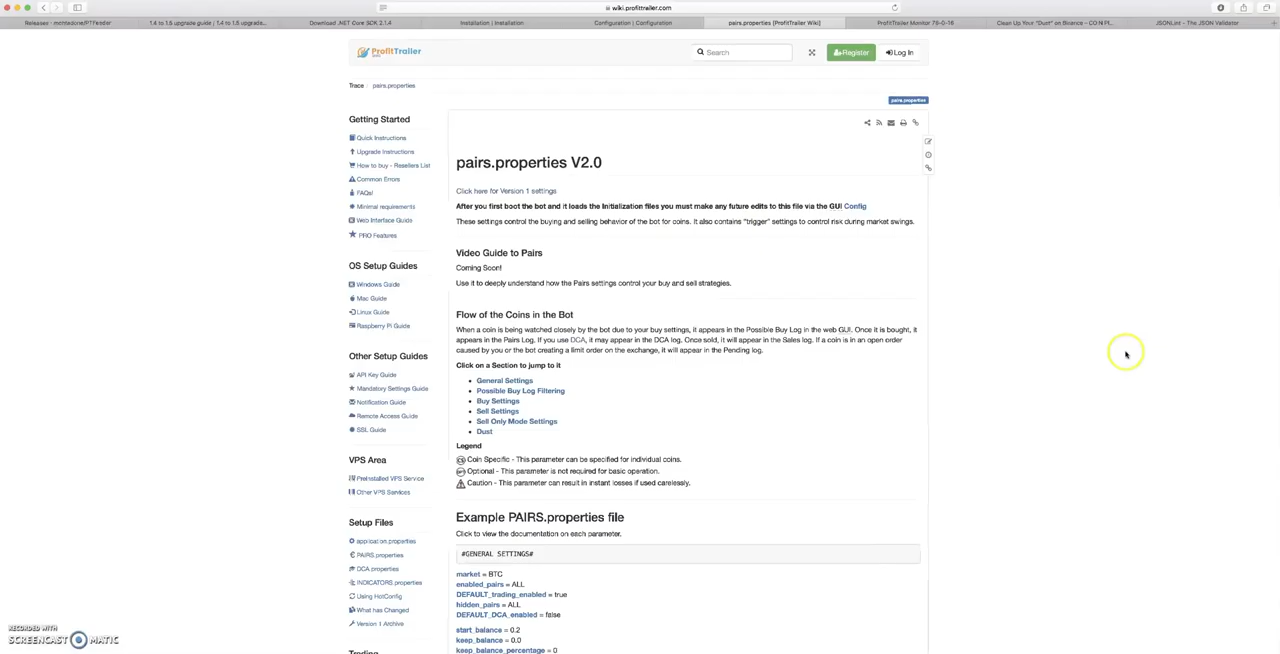 wiki.profittrailer.com
Releases · mehtadone/PTFeeder
1.4 to 1.5 upgrade guide | 1.4 to 1.5 upgrade...
Download .NET Core SDK 2.1.4
Installation | Installation
Configuration | Configuration
pairs.properties [ProfitTrailer Wiki]
ProfitTrailer Monitor 78-0-16
Clean Up Your "Dust" on Binance – COIN F...
JSONLint - The JSON Validator
ProfitTrailer
Search
Register
Log In
Trace
pairs.properties
pairs.properties
Getting Started
Quick Instructions
Upgrade Instructions
How to buy - Resellers List
Common Errors
FAQs!
Minimal requirements
Web Interface Guide
PRO Features
OS Setup Guides
Windows Guide
Mac Guide
Linux Guide
Raspberry Pi Guide
Other Setup Guides
API Key Guide
Mandatory Settings Guide
Notification Guide
Remote Access Guide
SSL Guide
VPS Area
Preinstalled VPS Service
Other VPS Services
Setup Files
application.properties
PAIRS.properties
DCA.properties
INDICATORS.properties
Using HotConfig
What has Changed
Version 1 Archive
Trading
pairs.properties V2.0
Click here for Version 1 settings
After you first boot the bot and it loads the Initialization files you must make any future edits to this file via the GUI Config
These settings control the buying and selling behavior of the bot for coins. It also contains "trigger" settings to control risk during market swings.
Video Guide to Pairs
Coming Soon!
Use it to deeply understand how the Pairs settings control your buy and sell strategies.
Flow of the Coins in the Bot
When a coin is being watched closely by the bot due to your buy settings, it appears in the Possible Buy Log in the web GUI. Once it is bought, it
appears in the Pairs Log. If you use DCA, it may appear in the DCA log. Once sold, it will appear in the Sales log. If a coin is in an open order
caused by you or the bot creating a limit order on the exchange, it will appear in the Pending log.
Click on a Section to jump to it
• General Settings
• Possible Buy Log Filtering
• Buy Settings
• Sell Settings
• Sell Only Mode Settings
• Dust
Legend
Coin Specific - This parameter can be specified for individual coins.
Optional - This parameter is not required for basic operation.
Caution - This parameter can result in instant losses if used carelessly.
Example PAIRS.properties file
Click to view the documentation on each parameter.
#GENERAL SETTINGS#
market = BTC
enabled_pairs = ALL
DEFAULT_trading_enabled = true
hidden_pairs = ALL
DEFAULT_DCA_enabled = false
start_balance = 0.2
keep_balance = 0.0
keep_balance_percentage = 0
RECORDED WITH
SCREENCAST MATIC